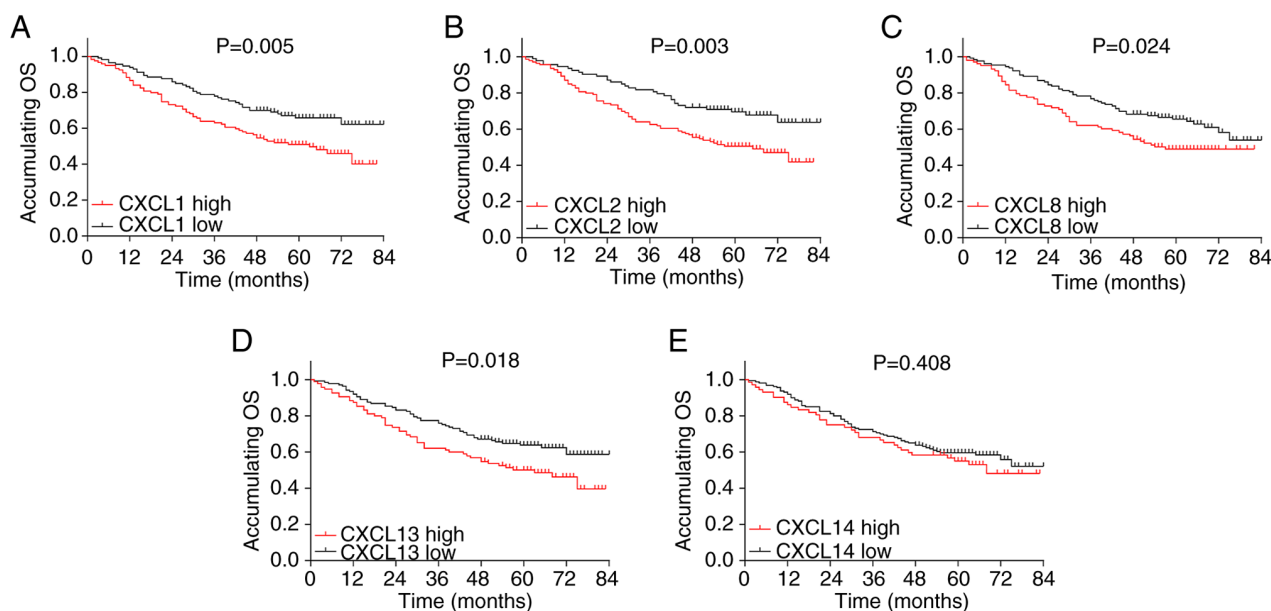 A
P=0.005
Accumulating OS
1.0
0.8
0.6
0.4
0.2
0.0
CXCL1 high
CXCL1 low
0 12 24 36 48 60 72 84
Time (months)
B
P=0.003
Accumulating OS
1.0
0.8
0.6
0.4
0.2
0.0
CXCL2 high
CXCL2 low
0 12 24 36 48 60 72 84
Time (months)
C
P=0.024
Accumulating OS
1.0
0.8
0.6
0.4
0.2
0.0
CXCL8 high
CXCL8 low
0 12 24 36 48 60 72 84
Time (months)
D
P=0.018
Accumulating OS
1.0
0.8
0.6
0.4
0.2
0.0
CXCL13 high
CXCL13 low
0 12 24 36 48 60 72 84
Time (months)
E
P=0.408
Accumulating OS
1.0
0.8
0.6
0.4
0.2
0.0
CXCL14 high
CXCL14 low
0 12 24 36 48 60 72 84
Time (months)